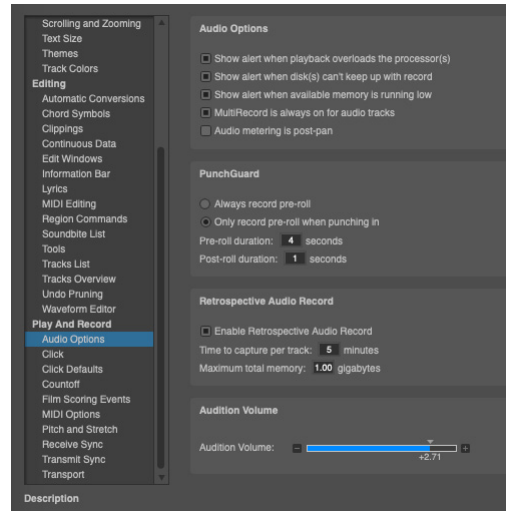 Scrolling and Zooming
Text Size
Themes
Track Colors
Editing
Automatic Conversions
Chord Symbols
Clippings
Continuous Data
Edit Windows
Information Bar
Lyrics
MIDI Editing
Region Commands
Soundbite List
Tools
Tracks List
Tracks Overview
Undo Pruning
Waveform Editor
Play And Record
Audio Options
Click
Click Defaults
Countoff
Film Scoring Events
MIDI Options
Pitch and Stretch
Receive Sync
Transmit Sync
Transport
Description
Audio Options
Show alert when playback overloads the processor(s)
Show alert when disk(s) can't keep up with record
Show alert when available memory is running low
MultiRecord is always on for audio tracks
Audio metering is post-pan
PunchGuard
Always record pre-roll
Only record pre-roll when punching in
Pre-roll duration: 4 seconds
Post-roll duration: 1 seconds
Retrospective Audio Record
Enable Retrospective Audio Record
Time to capture per track: 5 minutes
Maximum total memory: 1.00 gigabytes
Audition Volume
Audition Volume:
+2.71